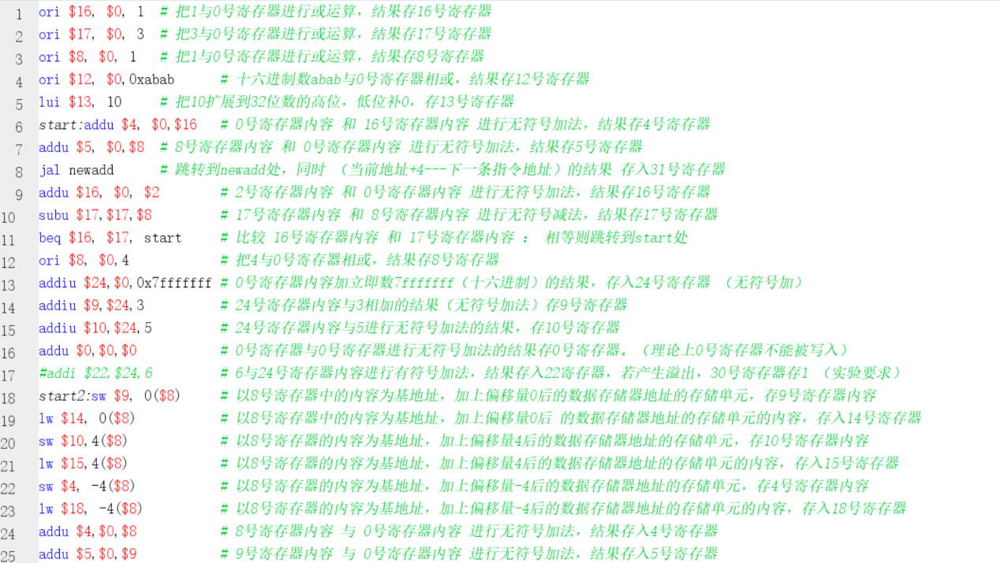 1 ori $16, $0, 1 # 把1与0号寄存器进行或运算，结果存16号寄存器
2 ori $17, $0, 3 # 把3与0号寄存器进行或运算，结果存17号寄存器
3 ori $8, $0, 1 # 把1与0号寄存器进行或运算，结果存8号寄存器
4 ori $12, $0,0xabab # 十六进制数abab与0号寄存器相或，结果存12号寄存器
5 lui $13, 10 # 把10扩展到32位数的高位，低位补0，存13号寄存器
6 start:addu $4, $0,$16 # 0号寄存器内容 和 16号寄存器内容 进行无符号加法，结果存4号寄存器
7 addu $5, $0,$8 # 8号寄存器内容 和 0号寄存器内容 进行无符号加法，结果存5号寄存器
8 jal newadd # 跳转到newadd处，同时 （当前地址+4---下一条指令地址）的结果 存入31号寄存器
9 addu $16, $0, $2 # 2号寄存器内容 和 0号寄存器内容 进行无符号加法，结果存16号寄存器
10 subu $17,$17,$8 # 17号寄存器内容 和 8号寄存器内容 进行无符号减法，结果存17号寄存器
11 beq $16, $17, start # 比较 16号寄存器内容 和 17号寄存器内容 ： 相等则跳转到start处
12 ori $8, $0,4 # 把4与0号寄存器相或，结果存8号寄存器
13 addiu $24,$0,0x7fffffff # 0号寄存器内容加立即数7fffffff（十六进制）的结果，存入24号寄存器 （无符号加）
14 addiu $9,$24,3 # 24号寄存器内容与3相加的结果（无符号加法）存9号寄存器
15 addiu $10,$24,5 # 24号寄存器内容与5进行无符号加法的结果，存10号寄存器
16 addu $0,$0,$0 # 0号寄存器与0号寄存器进行无符号加法的结果存0号寄存器。（理论上0号寄存器不能被写入）
17 #addi $22,$24,6 # 6与24号寄存器内容进行有符号加法，结果存入22寄存器，若产生溢出，30号寄存器存1 （实验要求）
18 start2:sw $9, 0($8) # 以8号寄存器中的内容为基地址，加上偏移量0后的数据存储器地址的存储单元，存9号寄存器内容
19 lw $14, 0($8) # 以8号寄存器中的内容为基地址，加上偏移量0后 的数据存储器地址的存储单元的内容，存入14号寄存器
20 sw $10,4($8) # 以8号寄存器的内容为基地址，加上偏移量4后的数据存储器地址的存储单元，存10号寄存器内容
21 lw $15,4($8) # 以8号寄存器的内容为基地址，加上偏移量4后的数据存储器地址的存储单元的内容，存入15号寄存器
22 sw $4, -4($8) # 以8号寄存器的内容为基地址，加上偏移量-4后的数据存储器地址的存储单元，存4号寄存器内容
23 lw $18, -4($8) # 以8号寄存器的内容为基地址，加上偏移量-4后的数据存储器地址的存储单元的内容，存入18号寄存器
24 addu $4,$0,$8 # 8号寄存器内容 与 0号寄存器内容 进行无符号加法，结果存入4号寄存器
25 addu $5,$0,$9 # 9号寄存器内容 与 0号寄存器内容 进行无符号加法，结果存入5号寄存器